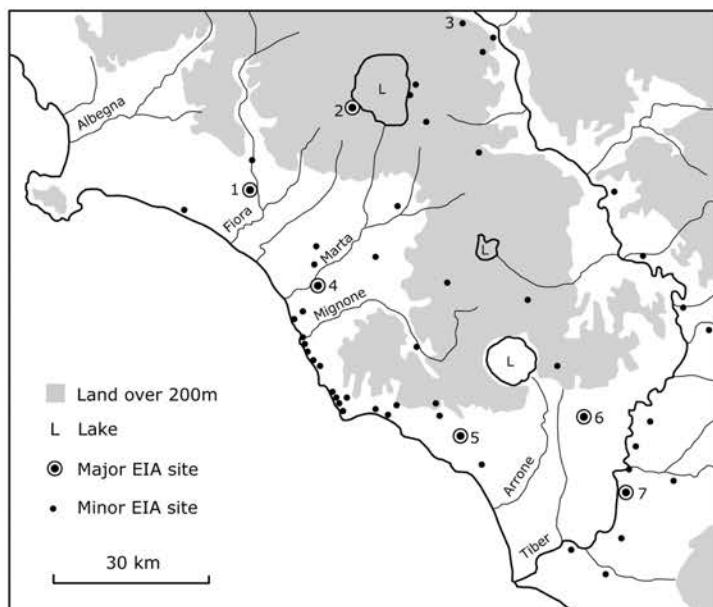 3
L
2
Albegna
1
Fiora
Marta
L
4
Mignone
L
Land over 200m
L Lake
Major EIA site
Minor EIA site
30 km
6
5
Arrone
7
Tiber